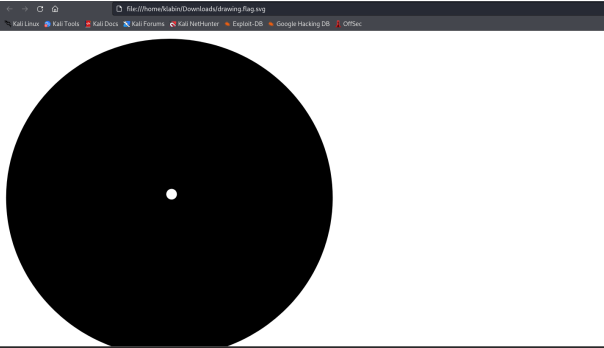 file:///home/klabin/Downloads/drawing.flag.svg
Kali Linux Kali Tools Kali Docs Kali Forums Kali NetHunter Exploit-DB Google Hacking DB OffSec